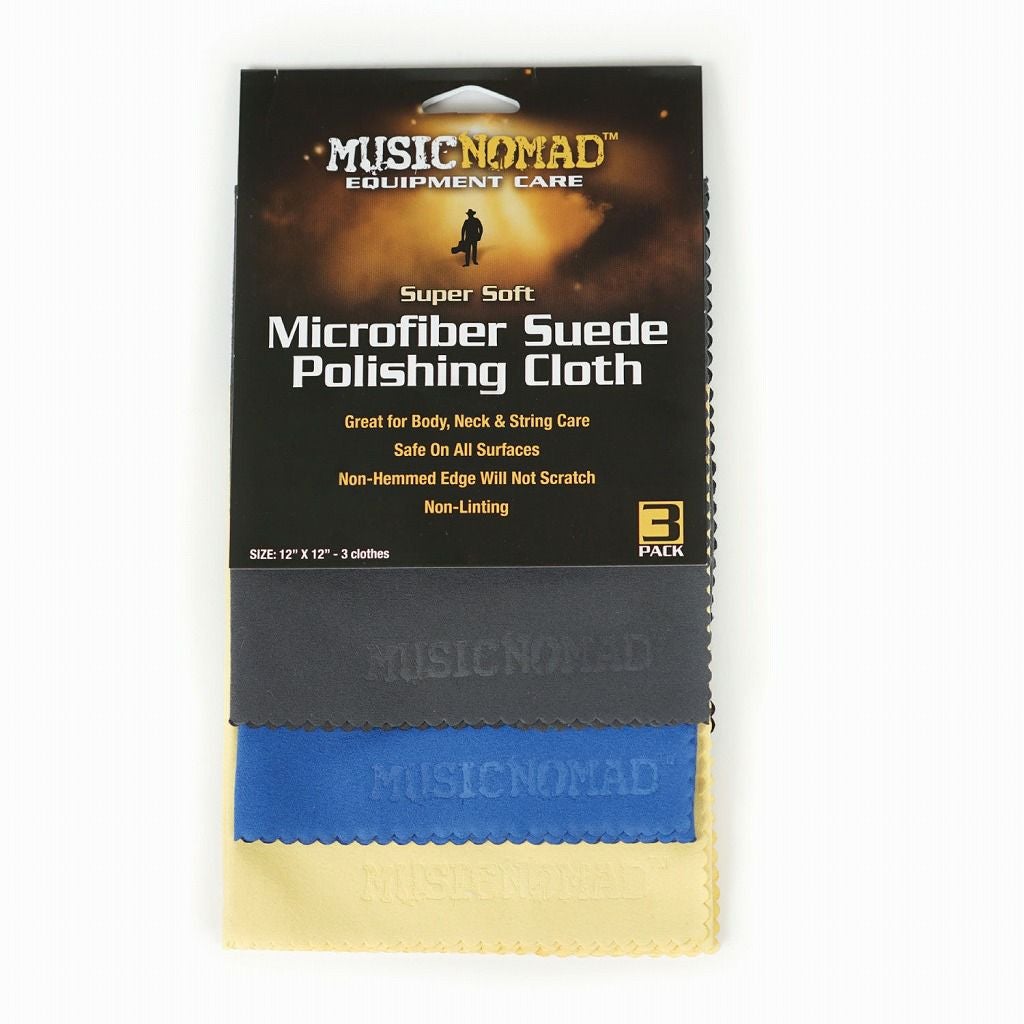 MUSICNOMAD™
EQUIPMENT CARE
Super Soft
Microfiber Suede
Polishing Cloth
Great for Body, Neck & String Care
Safe On All Surfaces
Non-Hemmed Edge Will Not Scratch
Non-Linting
3
PACK
SIZE: 12” X 12” - 3 clothes
MUSICNOMAD
MUSICNOMAD™
MUSICNOMAD™